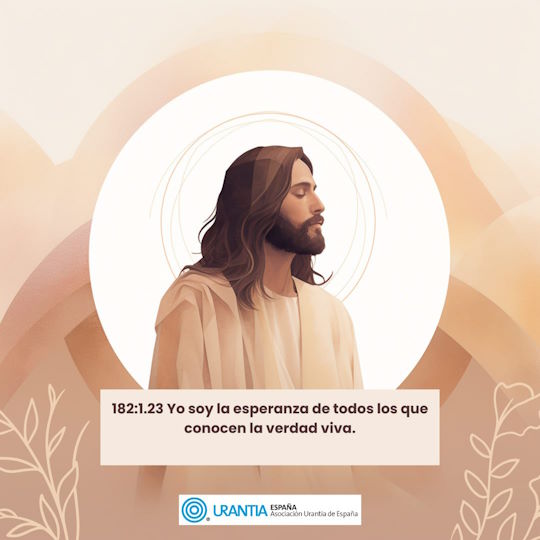 182:1.23 Yo soy la esperanza de todos los que
conocen la verdad viva.
URANTIA ESPAÑA
Asociación Urantia de España